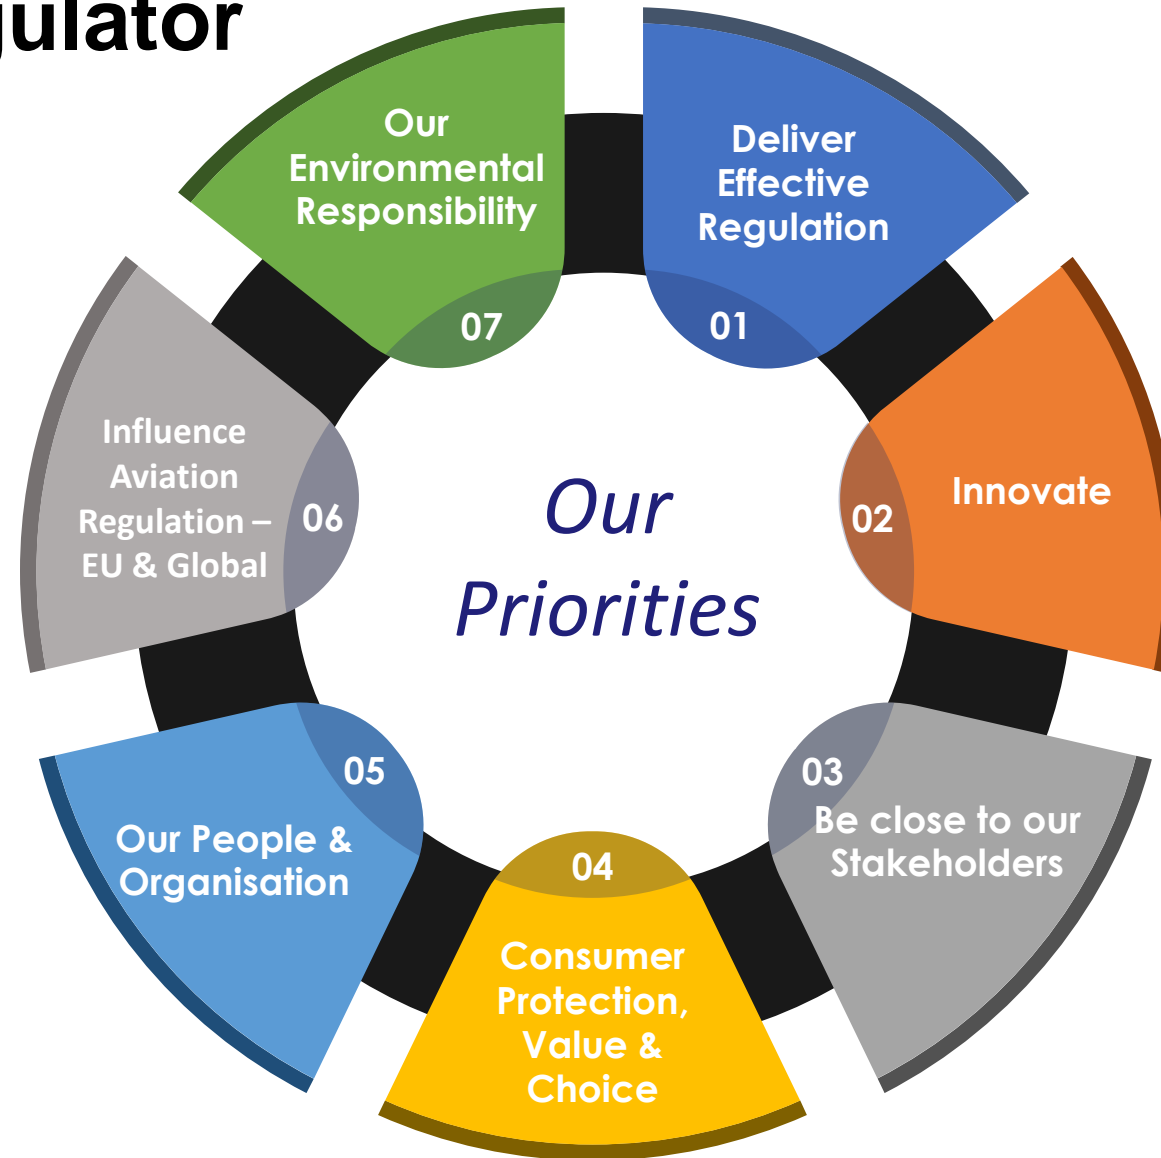 gulator
Deliver
Effective
Regulation
01
Innovate
02
03
Be close to our
Stakeholders
04
Consumer
Protection,
Value &
Choice
05
Our People &
Organisation
Influence
Aviation
Regulation –
EU & Global
06
Our
Environmental
Responsibility
07
Our
Priorities